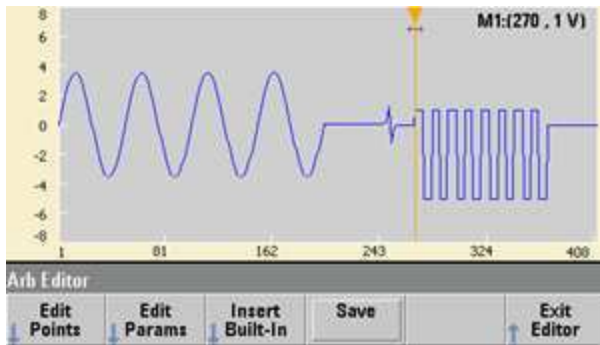 M1:(270 , 1 V)
8
6
4
2
0
-2
-4
-6
-8
1 81 162 243 324 408
Arb Editor
Edit Points
Edit Params
Insert Built-In
Save
Exit Editor